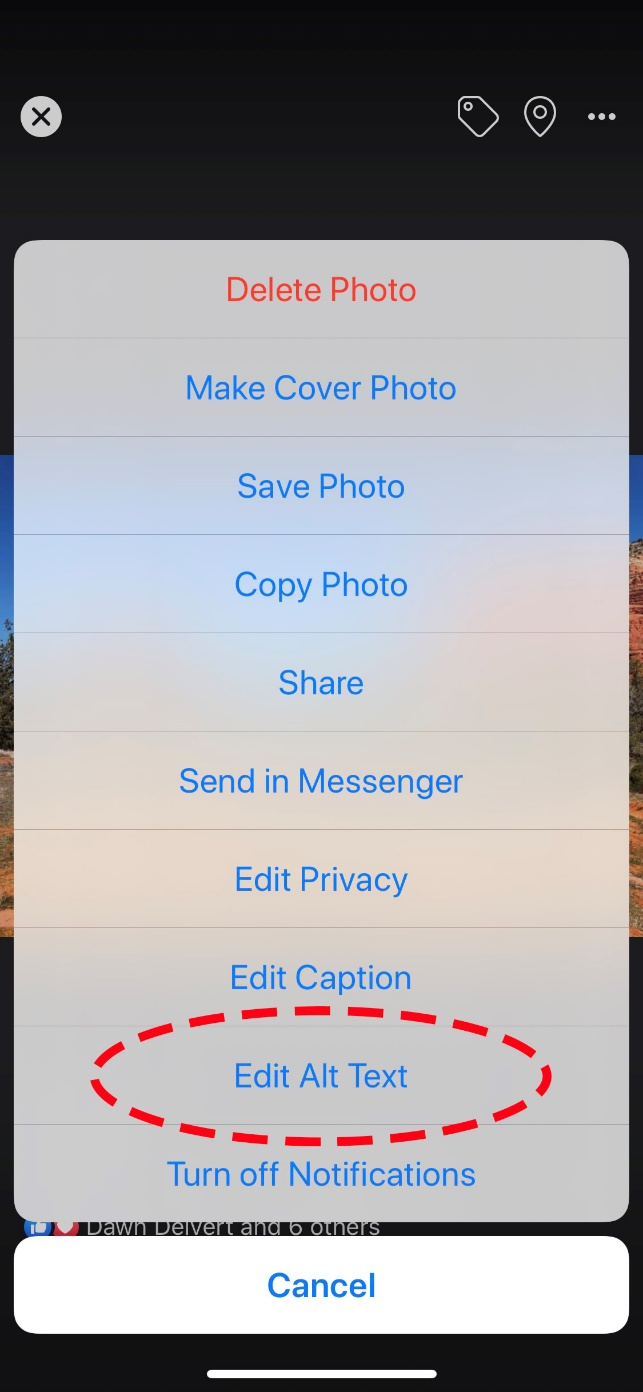 Delete Photo
Make Cover Photo
Save Photo
Copy Photo
Share
Send in Messenger
Edit Privacy
Edit Caption
Edit Alt Text
Turn off Notifications
Dawn Delvert and 6 others
Cancel